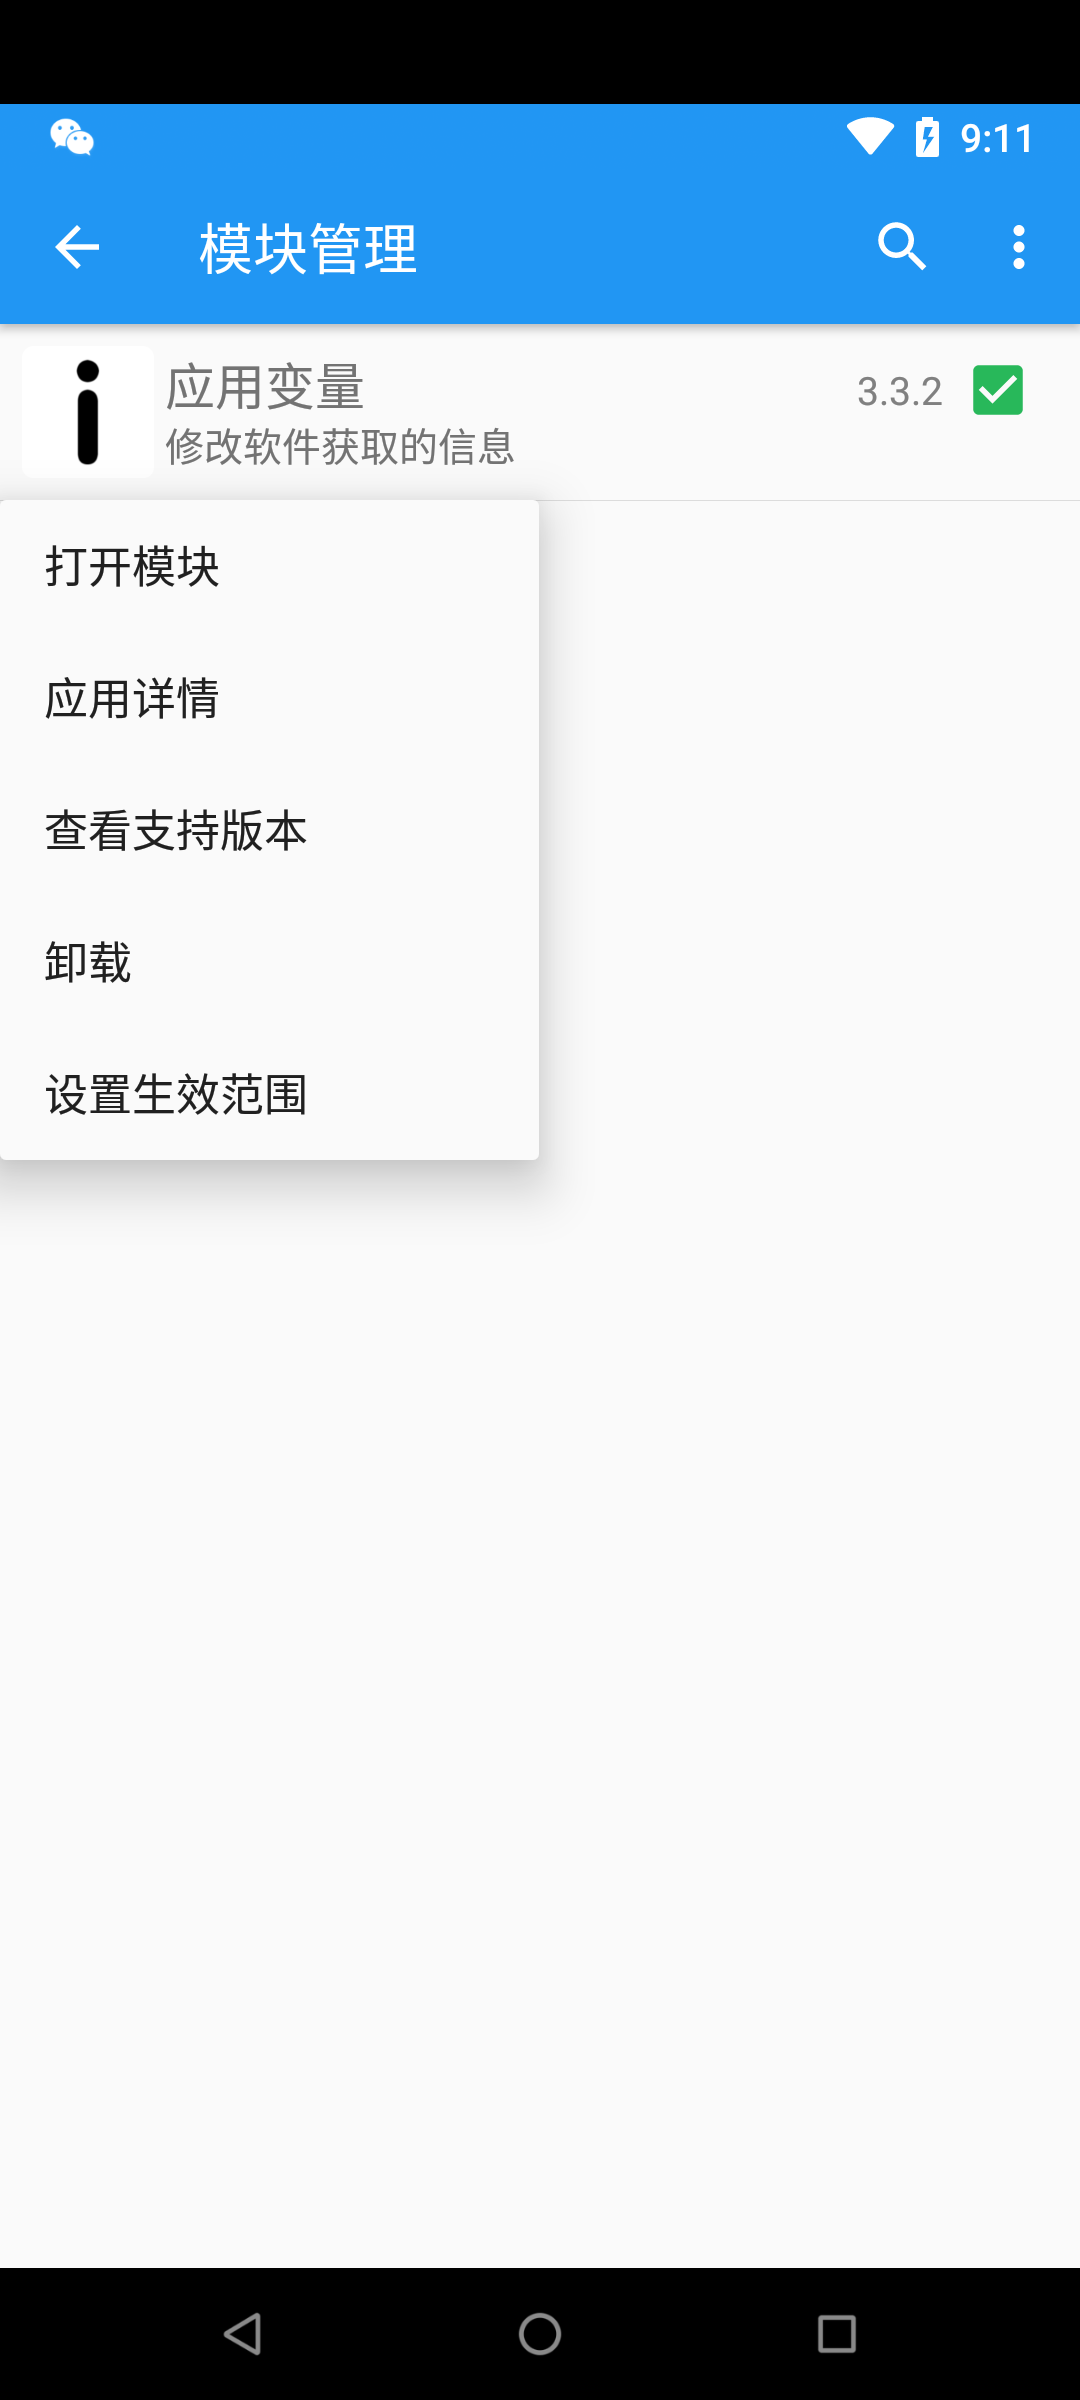 9:11
模块管理
应用变量
3.3.2
修改软件获取的信息
打开模块
应用详情
查看支持版本
卸载
设置生效范围